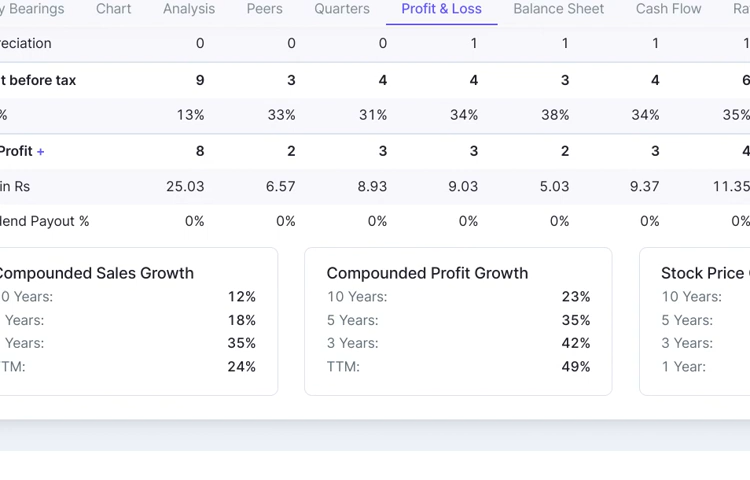 y Bearings Chart Analysis Peers Quarters Profit & Loss Balance Sheet Cash Flow Ra
eciation 0 0 0 1 1 1 1
t before tax 9 3 4 4 3 4 6
% 13% 33% 31% 34% 38% 34% 35%
Profit + 8 2 3 3 2 3 4
in Rs 25.03 6.57 8.93 9.03 5.03 9.37 11.35
dend Payout % 0% 0% 0% 0% 0% 0% 0%
Compounded Sales Growth
0 Years: 12%
Years: 18%
Years: 35%
TM: 24%
Compounded Profit Growth
10 Years: 23%
5 Years: 35%
3 Years: 42%
TTM: 49%
Stock Price
10 Years:
5 Years:
3 Years:
1 Year: